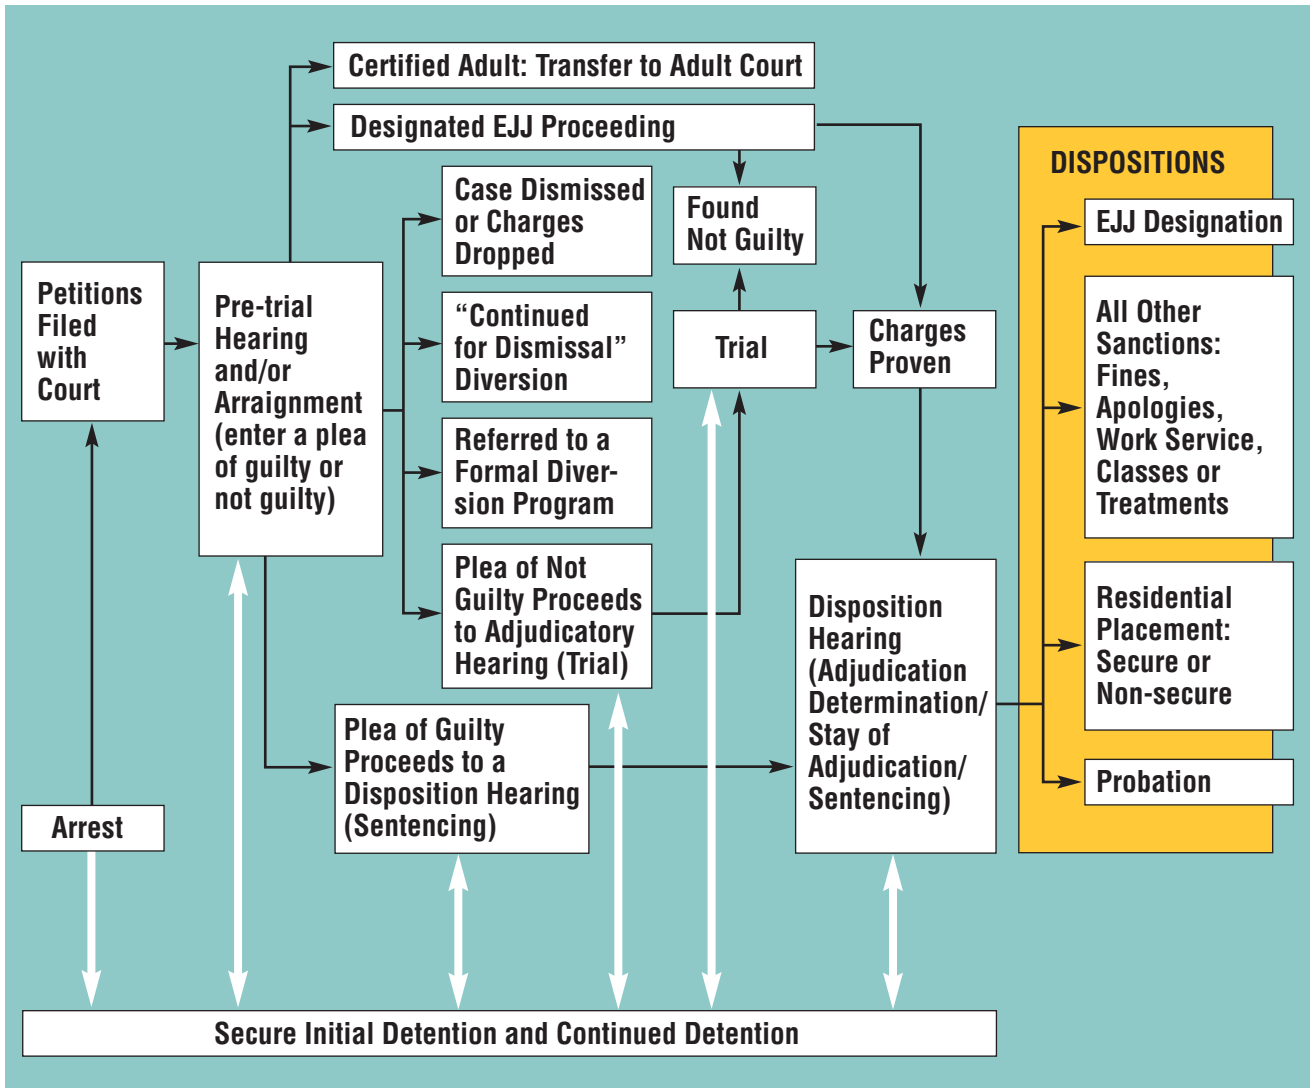 Certified Adult: Transfer to Adult Court
Designated EJJ Proceeding
Case Dismissed
or Charges
Dropped
Found
Not Guilty
DISPOSITIONS
EJJ Designation
Petitions
Filed
with
Court
Pre-trial
Hearing
and/or
Arraignment
(enter a plea
of guilty or
not guilty)
“Continued
for Dismissal”
Diversion
Trial
Charges
Proven
All Other
Sanctions:
Fines,
Apologies,
Work Service,
Classes or
Treatments
Referred to a
Formal Diver-
sion Program
Plea of Not
Guilty Proceeds
to Adjudicatory
Hearing (Trial)
Disposition
Hearing
(Adjudication
Determination/
Stay of
Adjudication/
Sentencing)
Residential
Placement:
Secure or
Non-secure
Plea of Guilty
Proceeds to a
Disposition Hearing
(Sentencing)
Probation
Arrest
Secure Initial Detention and Continued Detention